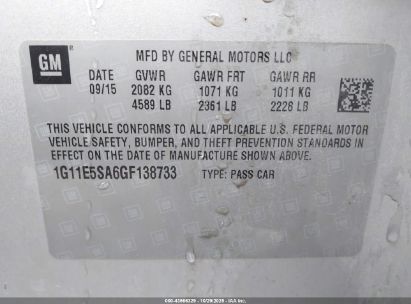 GM
MFD BY GENERAL MOTORS LLC
DATE GVWR GAWR FRT GAWR RR
09/15 2082 KG 1071 KG 1011 KG
4589 LB 2361 LB 2228 LB
THIS VEHICLE CONFORMS TO ALL APPLICABLE U.S. FEDERAL MOTOR
VEHICLE SAFETY, BUMPER, AND THEFT PREVENTION STANDARDS IN
EFFECT ON THE DATE OF MANUFACTURE SHOWN ABOVE.
1G11E5SA6GF138733 TYPE: PASS CAR